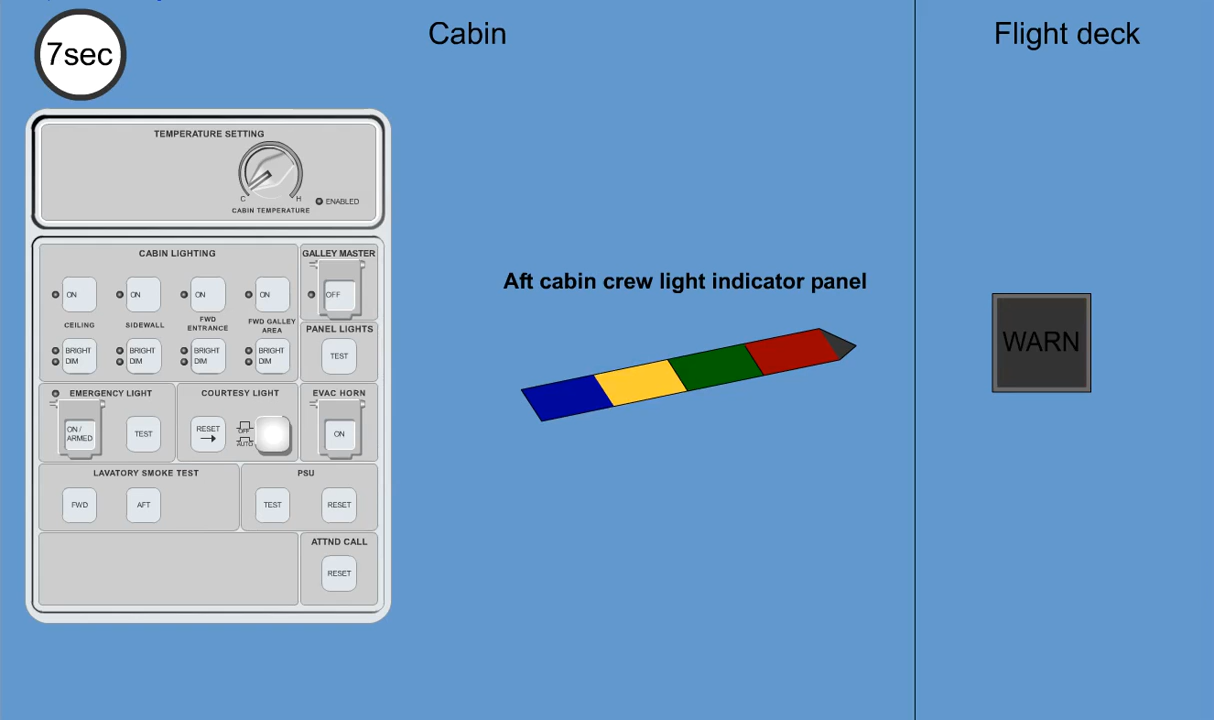 7sec
Cabin
Flight deck
TEMPERATURE SETTING
C
H
ENABLED
CABIN TEMPERATURE
CABIN LIGHTING
GALLEY MASTER
ON
ON
ON
ON
OFF
CEILING
SIDEWALL
FWD
ENTRANCE
FWD GALLEY
AREA
PANEL LIGHTS
BRIGHT
DIM
BRIGHT
DIM
BRIGHT
DIM
BRIGHT
DIM
TEST
EMERGENCY LIGHT
COURTESY LIGHT
EVAC HORN
ON /
ARMED
TEST
RESET
→
OFF
AUTO
ON
LAVATORY SMOKE TEST
PSU
FWD
AFT
TEST
RESET
ATTND CALL
RESET
Aft cabin crew light indicator panel
WARN